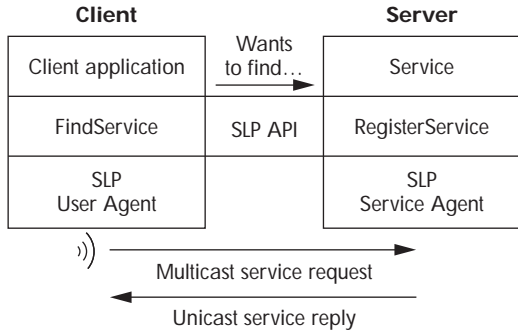 Client
Server
Client application
Wants
to find...
Service
FindService
SLP API
RegisterService
SLP
User Agent
SLP
Service Agent
Multicast service request
Unicast service reply